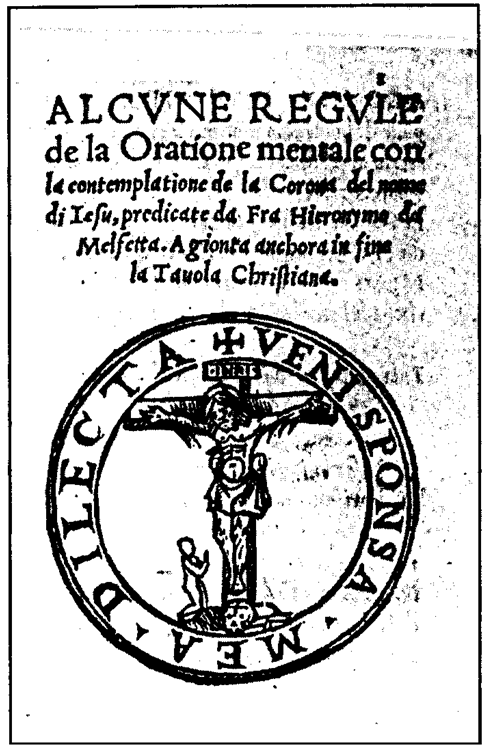 ALCVNE REGVLE
de la Oratione mentale con
la contemplatione de la Corona del nome
di Iesu, predicate da Fra Hieronymo da
Melfetta. Agionta anchora in fine
la Tauola Christiana.
INRI
✠ VENI SPONSA · MEA · DILECTA